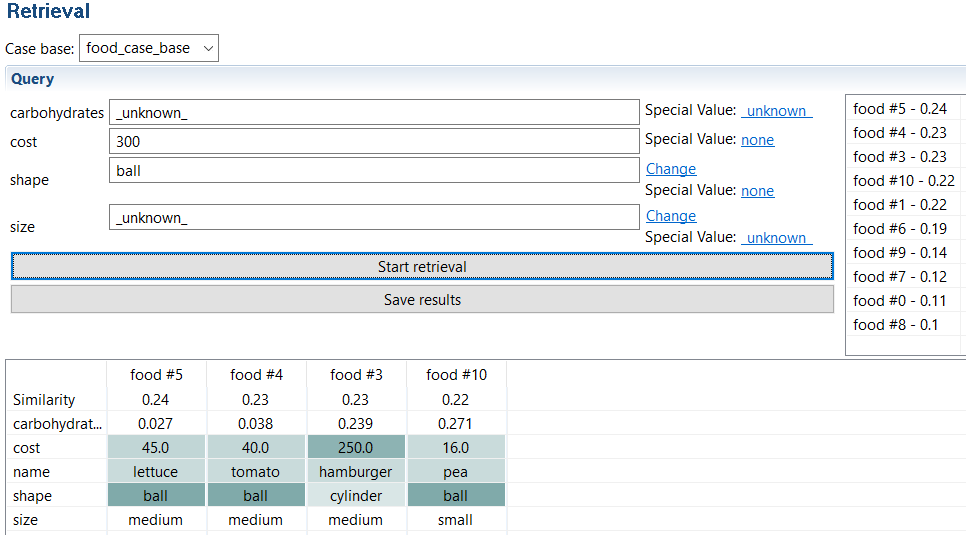 Retrieval
Case base: food_case_base
Query
carbohydrates _unknown_ Special Value: _unknown_
cost 300 Special Value: none
shape ball Change
Special Value: none
size _unknown_ Change
Special Value: _unknown_
Start retrieval
Save results
food #5 - 0.24
food #4 - 0.23
food #3 - 0.23
food #10 - 0.22
food #1 - 0.22
food #6 - 0.19
food #9 - 0.14
food #7 - 0.12
food #0 - 0.11
food #8 - 0.1
food #5 food #4 food #3 food #10
Similarity 0.24 0.23 0.23 0.22
carbohydrat... 0.027 0.038 0.239 0.271
cost 45.0 40.0 250.0 16.0
name lettuce tomato hamburger pea
shape ball ball cylinder ball
size medium medium medium small